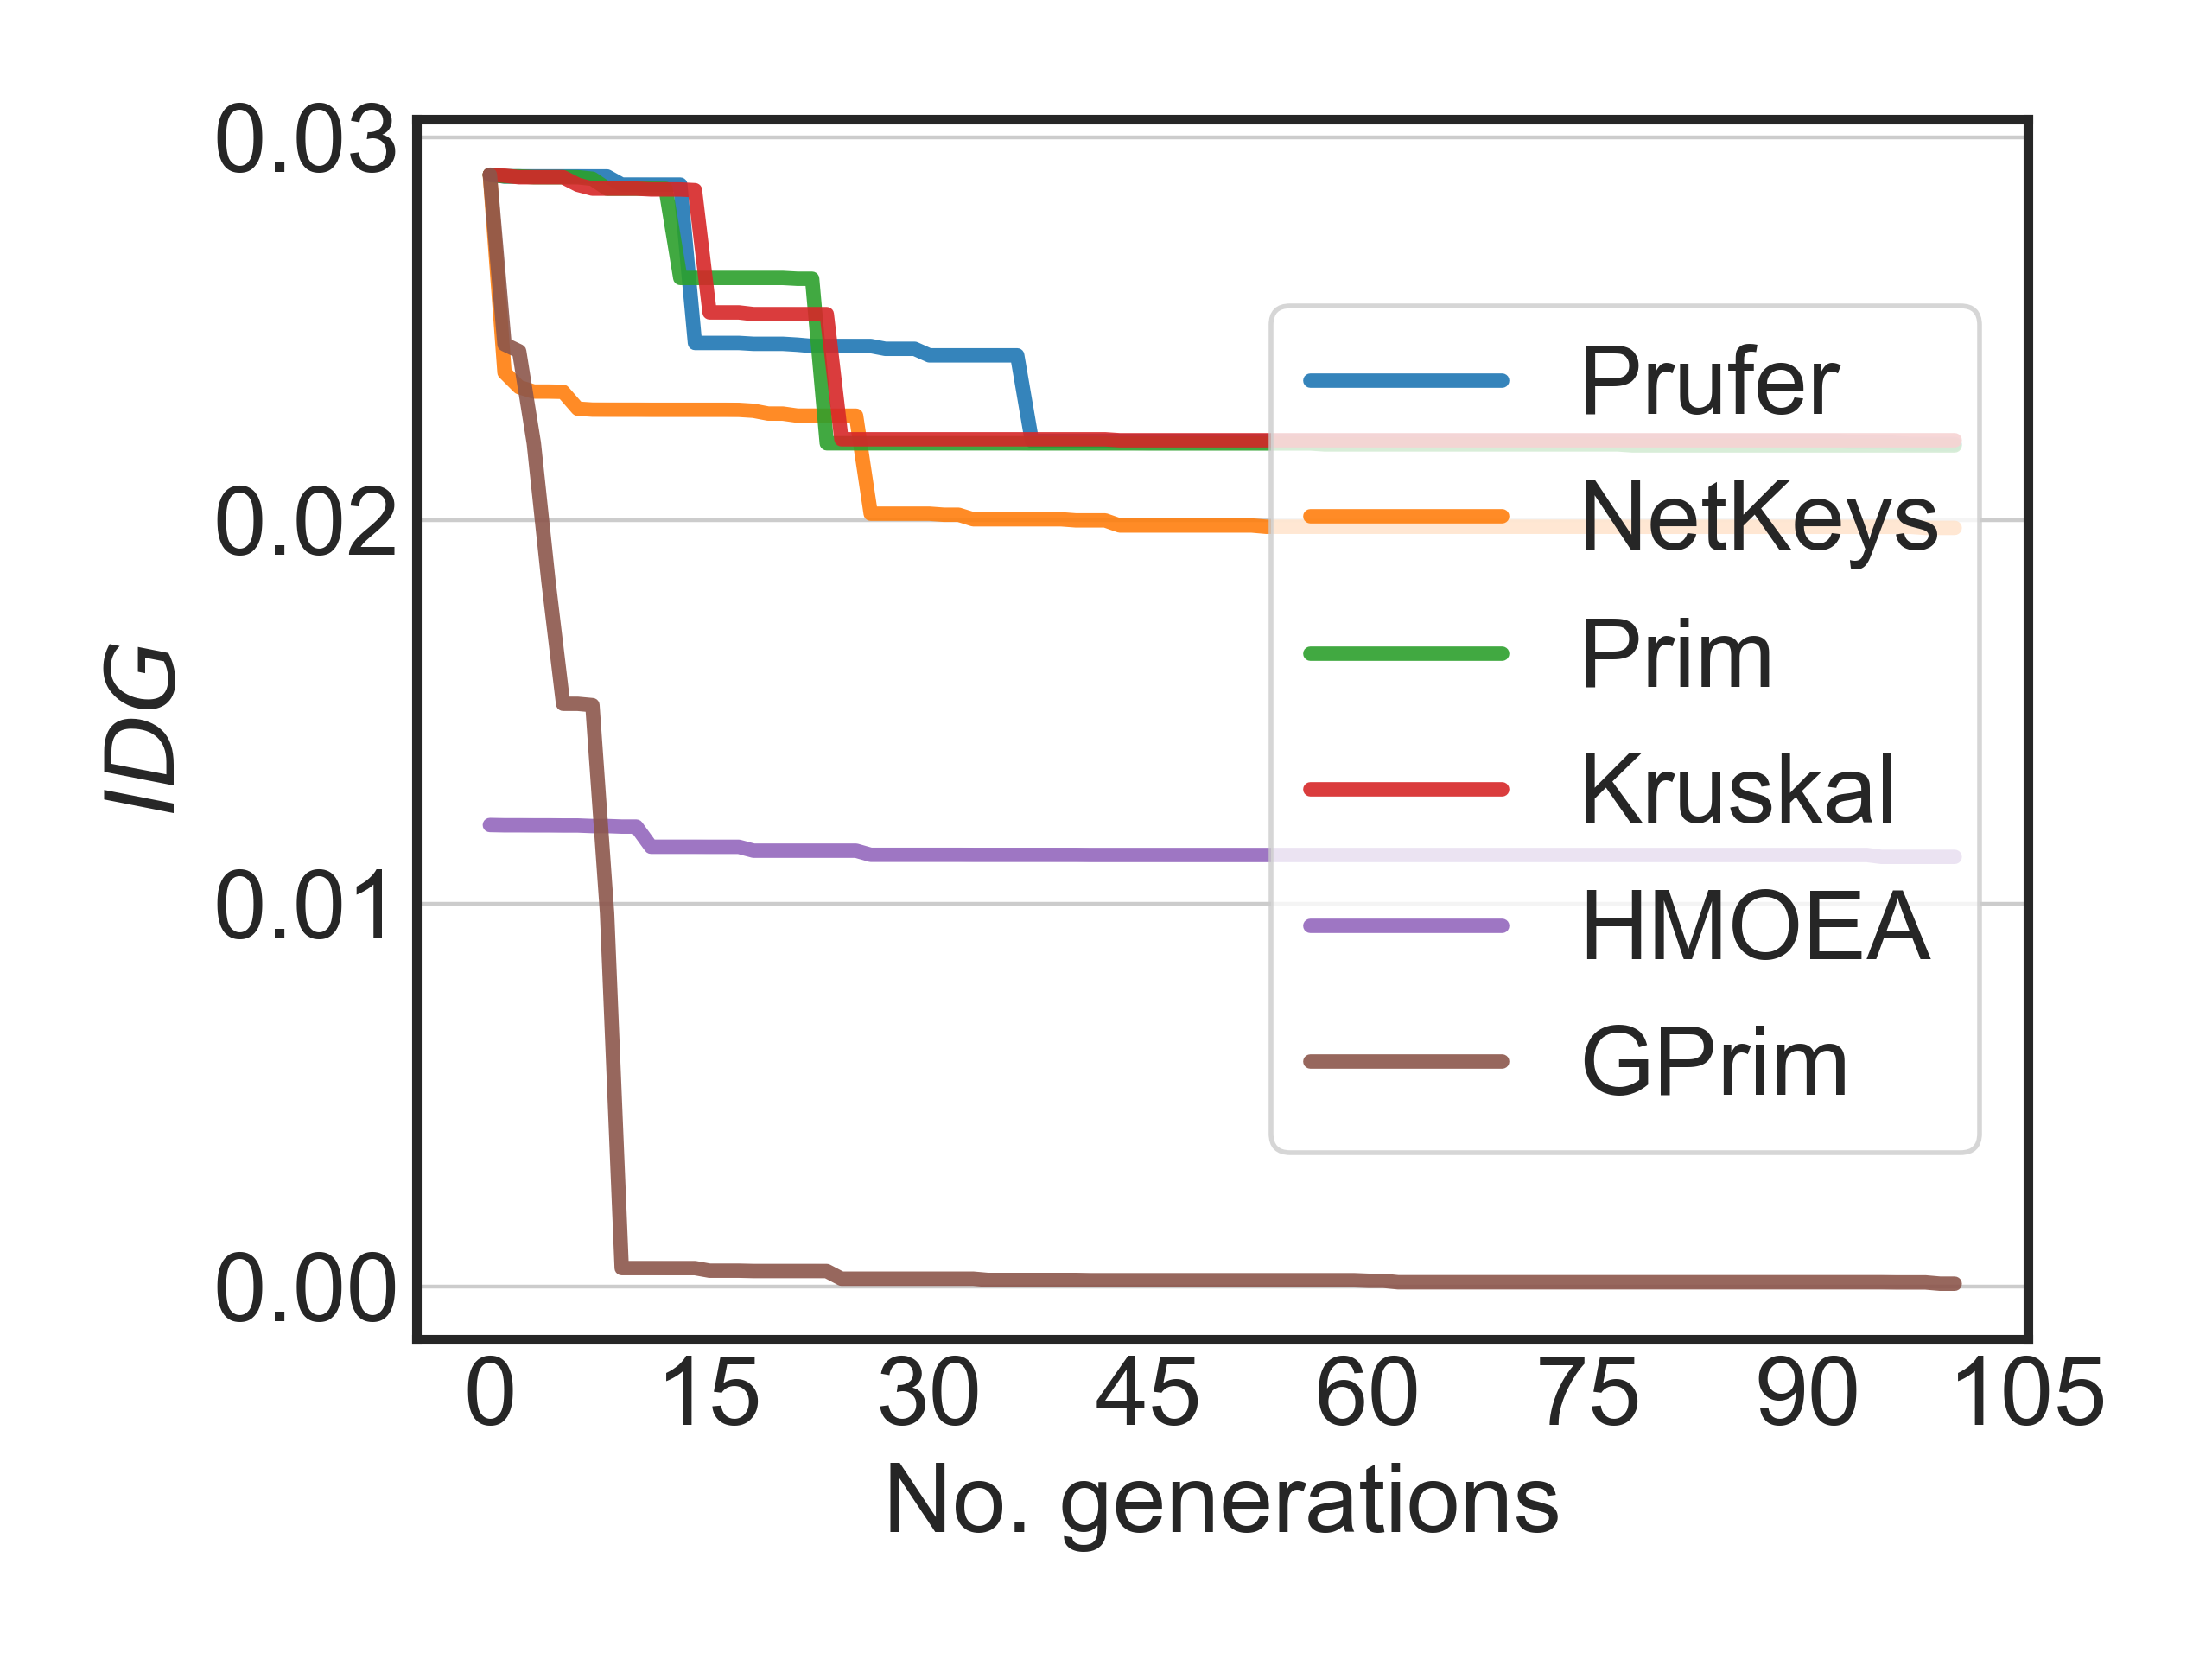 0.03
0.02
0.01
0.00
IDG
0
15
30
45
60
75
90
105
No. generations
Prufer
NetKeys
Prim
Kruskal
HMOEA
GPrim